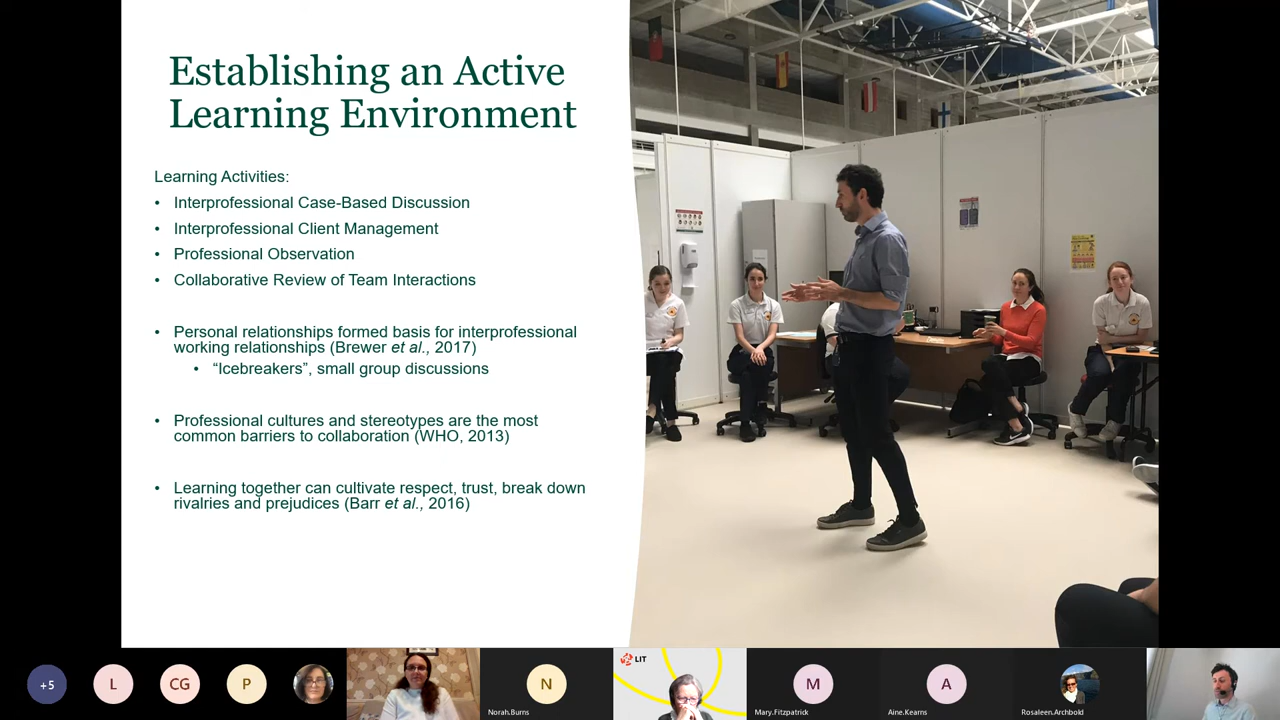 Establishing an Active
Learning Environment
Learning Activities:
• Interprofessional Case-Based Discussion
• Interprofessional Client Management
• Professional Observation
• Collaborative Review of Team Interactions
• Personal relationships formed basis for interprofessional
working relationships (Brewer et al., 2017)
• “Icebreakers”, small group discussions
• Professional cultures and stereotypes are the most
common barriers to collaboration (WHO, 2013)
• Learning together can cultivate respect, trust, break down
rivalries and prejudices (Barr et al., 2016)
+5
L
CG
P
N
Norah.Burns
LIT
M
Mary.Fitzpatrick
A
Aine.Kearns
Rosaleen.Archbold